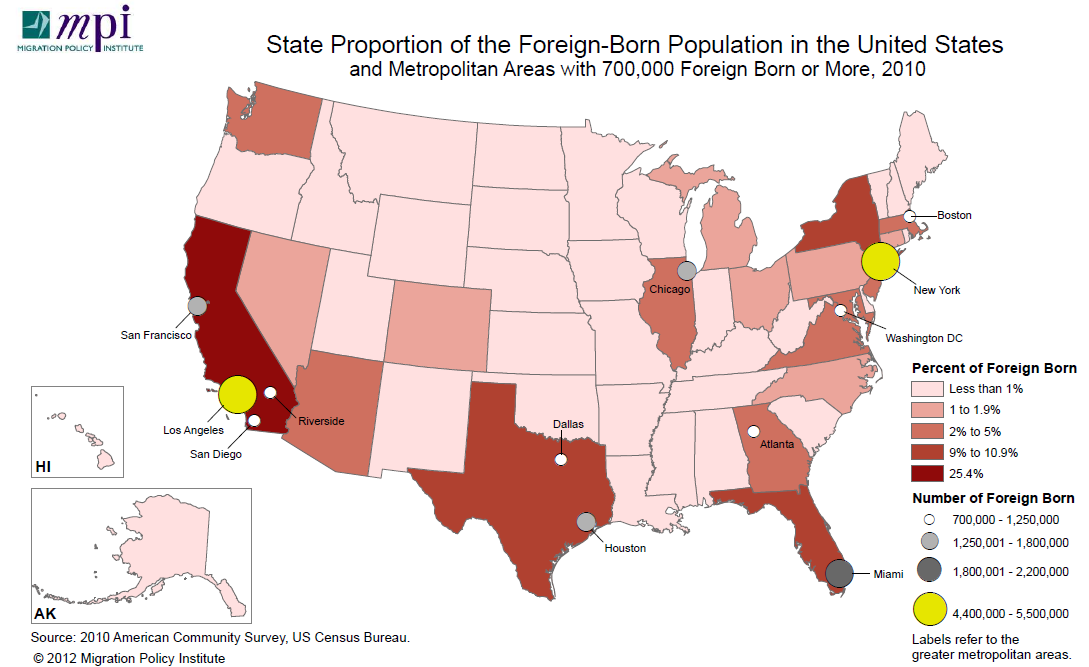 mpi
MIGRATION POLICY INSTITUTE
State Proportion of the Foreign-Born Population in the United States
and Metropolitan Areas with 700,000 Foreign Born or More, 2010
Boston
Chicago
New York
San Francisco
Washington DC
Percent of Foreign Born
Less than 1%
1 to 1.9%
2% to 5%
9% to 10.9%
25.4%
Riverside
Los Angeles
San Diego
Dallas
Atlanta
HI
Number of Foreign Born
700,000 - 1,250,000
1,250,001 - 1,800,000
1,800,001 - 2,200,000
4,400,000 - 5,500,000
Houston
Miami
AK
Labels refer to the
greater metropolitan areas.
Source: 2010 American Community Survey, US Census Bureau.
© 2012 Migration Policy Institute